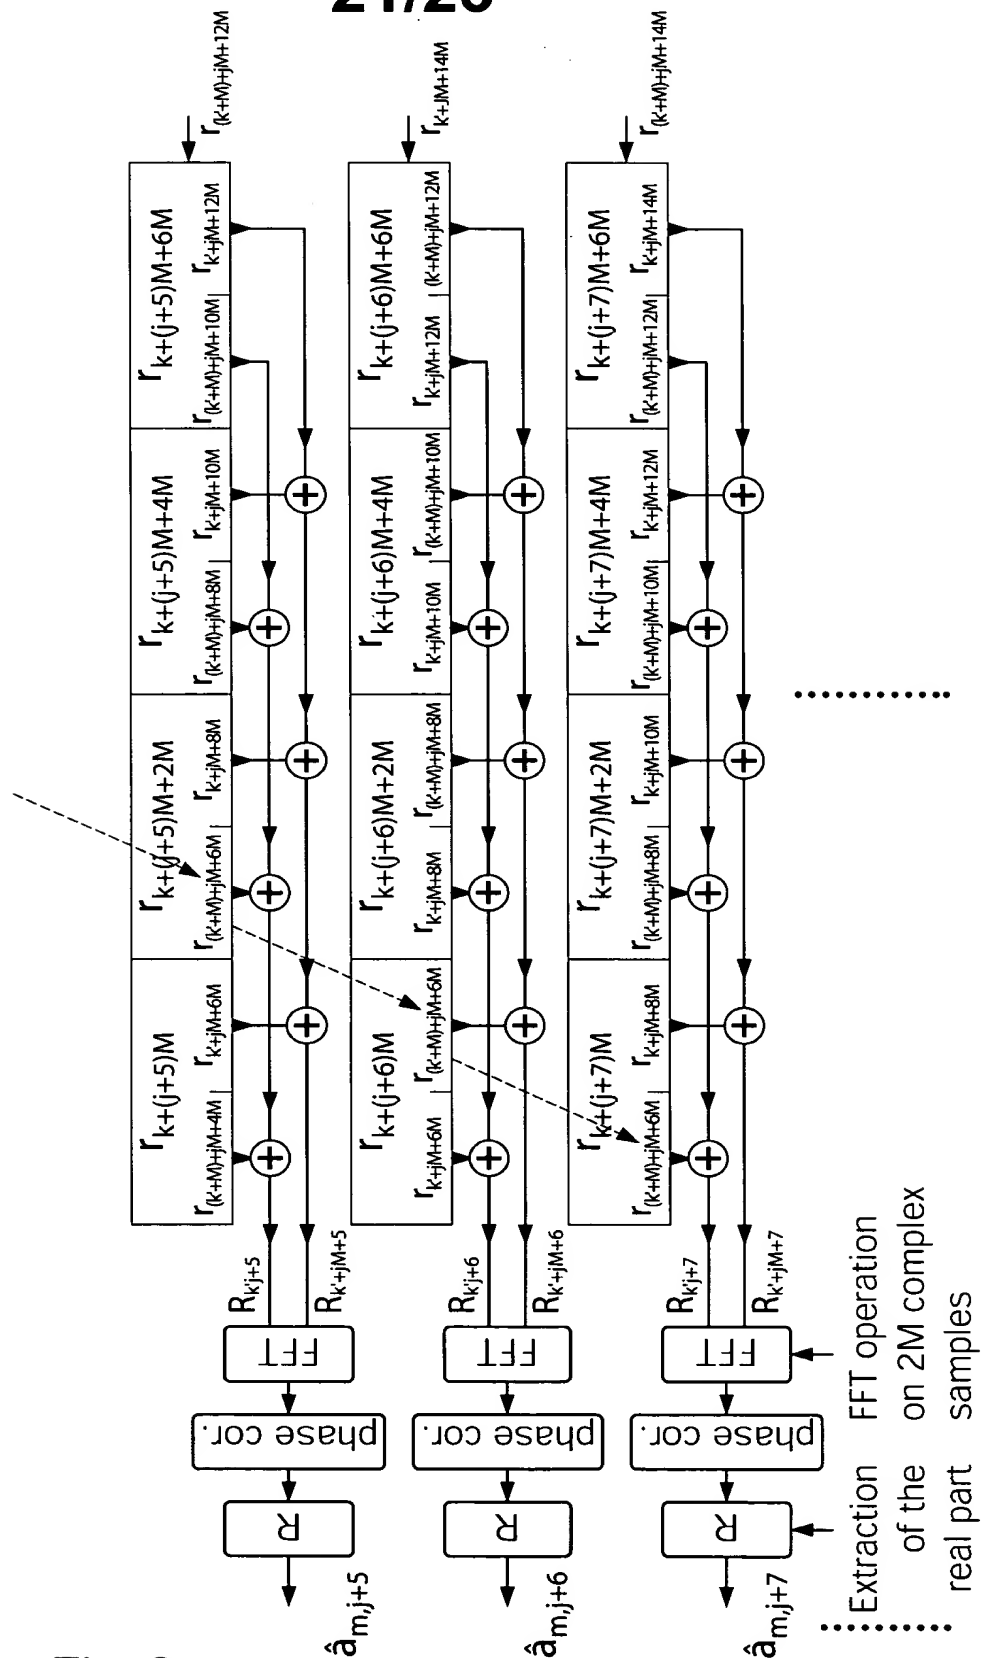 r(k'+M)+jM+12M
rk+(j+5)M
rk+(j+5)M+2M
rk+(j+5)M+4M
rk+(j+5)M+6M
r(k'+M)+jM+4M
rk'+jM+6M
r(k'+M)+jM+6M
rk'+jM+8M
r(k'+M)+jM+8M
rk'+jM+10M
r(k'+M)+jM+10M
rk'+jM+12M
+
+
+
+
+
+
Rk'j+5
Rk'+jM+5
FFT
phase cor.
R
âm,j+5
rk'+jM+14M
rk+(j+6)M
rk+(j+6)M+2M
rk+(j+6)M+4M
rk+(j+6)M+6M
rk'+jM+6M
r(k'+M)+jM+6M
rk'+jM+8M
r(k'+M)+jM+8M
rk'+jM+10M
r(k'+M)+jM+10M
rk'+jM+12M
(k'+M)+jM+12M
+
+
+
+
+
+
Rk'j+6
Rk'+jM+6
FFT
phase cor.
R
âm,j+6
r(k'+M)+jM+14M
rk+(j+7)M
rk+(j+7)M+2M
rk+(j+7)M+4M
rk+(j+7)M+6M
r(k'+M)+jM+6M
rk'+jM+8M
r(k'+M)+jM+8M
rk'+jM+10M
r(k'+M)+jM+10M
rk'+jM+12M
r(k'+M)+jM+12M
rk'+jM+14M
+
+
+
+
+
+
Rk'j+7
Rk'+jM+7
FFT
phase cor.
R
âm,j+7
Extraction
of the
real part
FFT operation
on 2M complex
samples